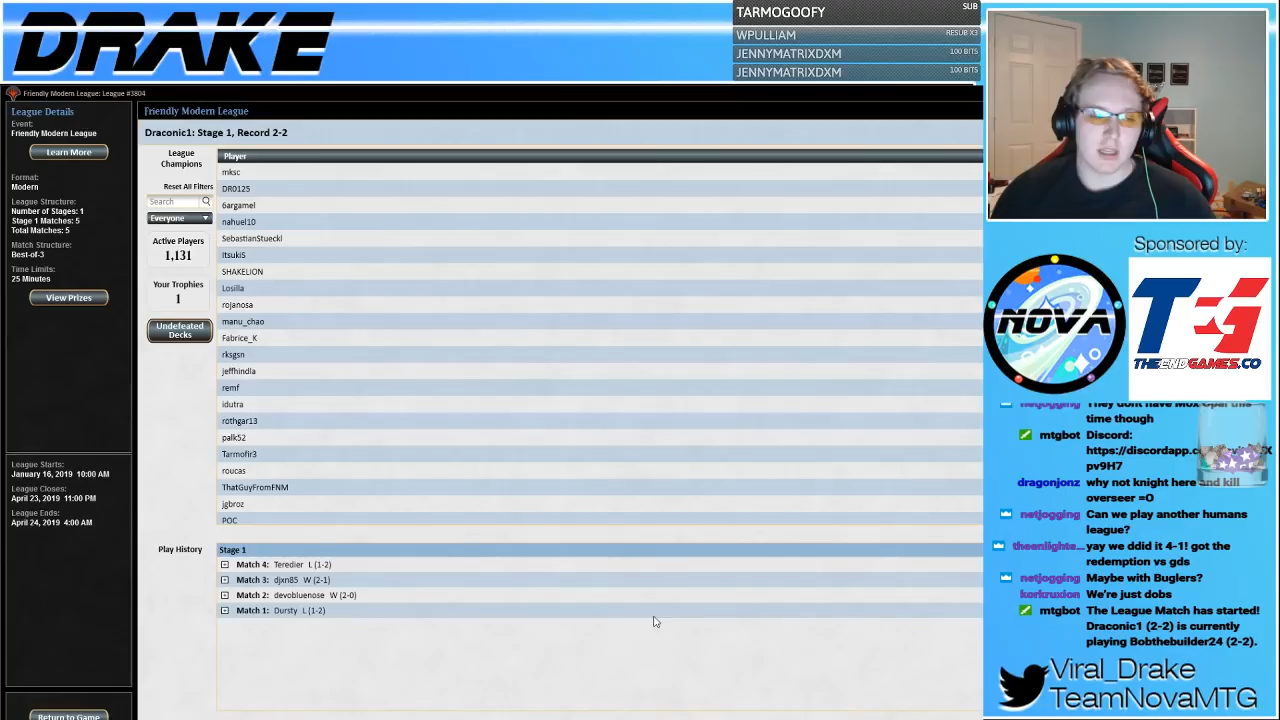 DRAKE
TARMOGOOFY SUB
WPULLIAM RESUB X3
JENNYMATRIXDXM 100 BITS
JENNYMATRIXDXM 100 BITS
Friendly Modern League: League #3804
League Details
Event:
Friendly Modern League
Learn More
Format:
Modern
League Structure:
Number of Stages: 1
Stage 1 Matches: 5
Total Matches: 5
Match Structure:
Best-of-3
Time Limits:
25 Minutes
View Prizes
League Starts:
January 16, 2019 10:00 AM
League Closes:
April 23, 2019 11:00 PM
League Ends:
April 24, 2019 4:00 AM
Return to Game
Friendly Modern League
Draconic1: Stage 1, Record 2-2
League
Champions
Reset All Filters
Search
Everyone
Active Players
1,131
Your Trophies
1
Undefeated
Decks
Player
mksc
DR0125
6argamel
nahuel10
SebastianStueckl
ItsukiS
SHAKELION
Losilla
rojanosa
manu_chao
Fabrice_K
rksgsn
jeffhindla
remf
idutra
rothgar13
palk52
Tarmofir3
roucas
ThatGuyFromFNM
jgbroz
POC
Play History
Stage 1
Match 4: Teredier L (1-2)
Match 3: djxn85 W (2-1)
Match 2: devobluenose W (2-0)
Match 1: Dursty L (1-2)
Sponsored by:
NOVA
TEG
THEENDGAMES.CO
netjogging They dont have Mox Opal this
time though
mtgbot Discord:
pv9H7
dragonjonz why not knight here and kill
overseer =O
netjogging Can we play another humans
league?
theenlighte... yay we ddid it 4-1! got the
redemption vs gds
netjogging Maybe with Buglers?
korkruxion We're just dobs
mtgbot The League Match has started!
Draconic1 (2-2) is currently
playing Bobthebuilder24 (2-2).
Viral_Drake
TeamNovaMTG